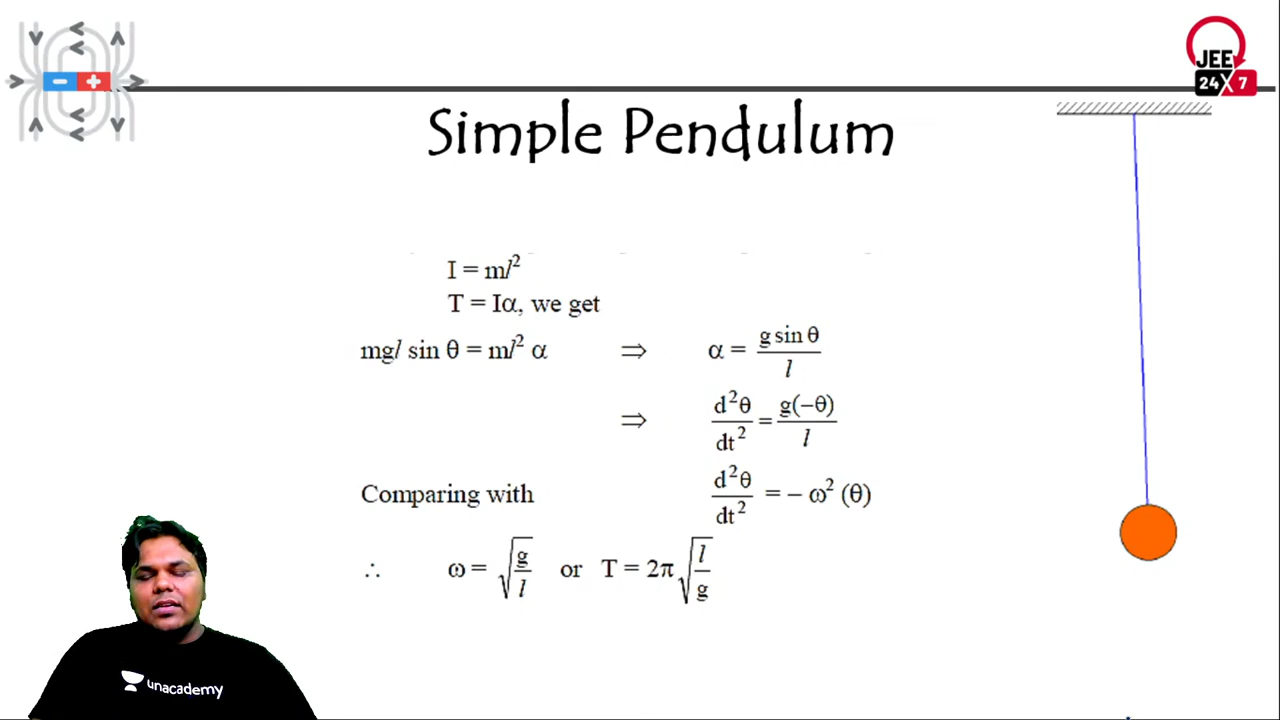 JEE
24X7
− +
Simple Pendulum
I = ml²
T = Iα, we get
mgl sin θ = ml² α ⇒ α = g sin θ / l
⇒ d²θ/dt² = g(−θ)/l
Comparing with d²θ/dt² = − ω² (θ)
∴ ω = √(g/l) or T = 2π√(l/g)
unacademy